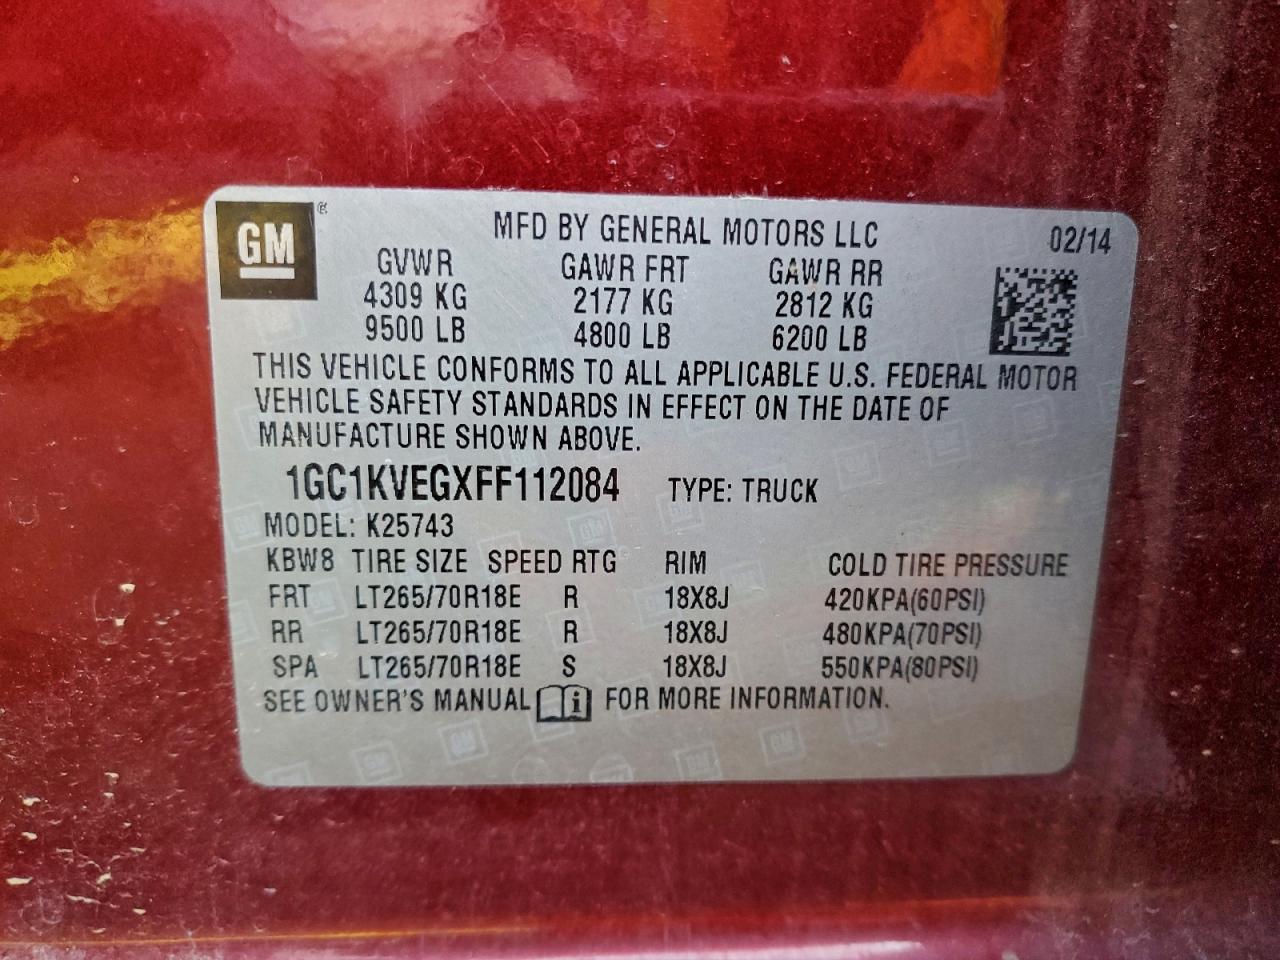 GM ®
MFD BY GENERAL MOTORS LLC 02/14
GVWR GAWR FRT GAWR RR
4309 KG 2177 KG 2812 KG
9500 LB 4800 LB 6200 LB
THIS VEHICLE CONFORMS TO ALL APPLICABLE U.S. FEDERAL MOTOR
VEHICLE SAFETY STANDARDS IN EFFECT ON THE DATE OF
MANUFACTURE SHOWN ABOVE.
1GC1KVEGXFF112084 TYPE: TRUCK
MODEL: K25743
KBW8 TIRE SIZE SPEED RTG RIM COLD TIRE PRESSURE
FRT LT265/70R18E R 18X8J 420KPA(60PSI)
RR LT265/70R18E R 18X8J 480KPA(70PSI)
SPA LT265/70R18E S 18X8J 550KPA(80PSI)
SEE OWNER'S MANUAL FOR MORE INFORMATION.